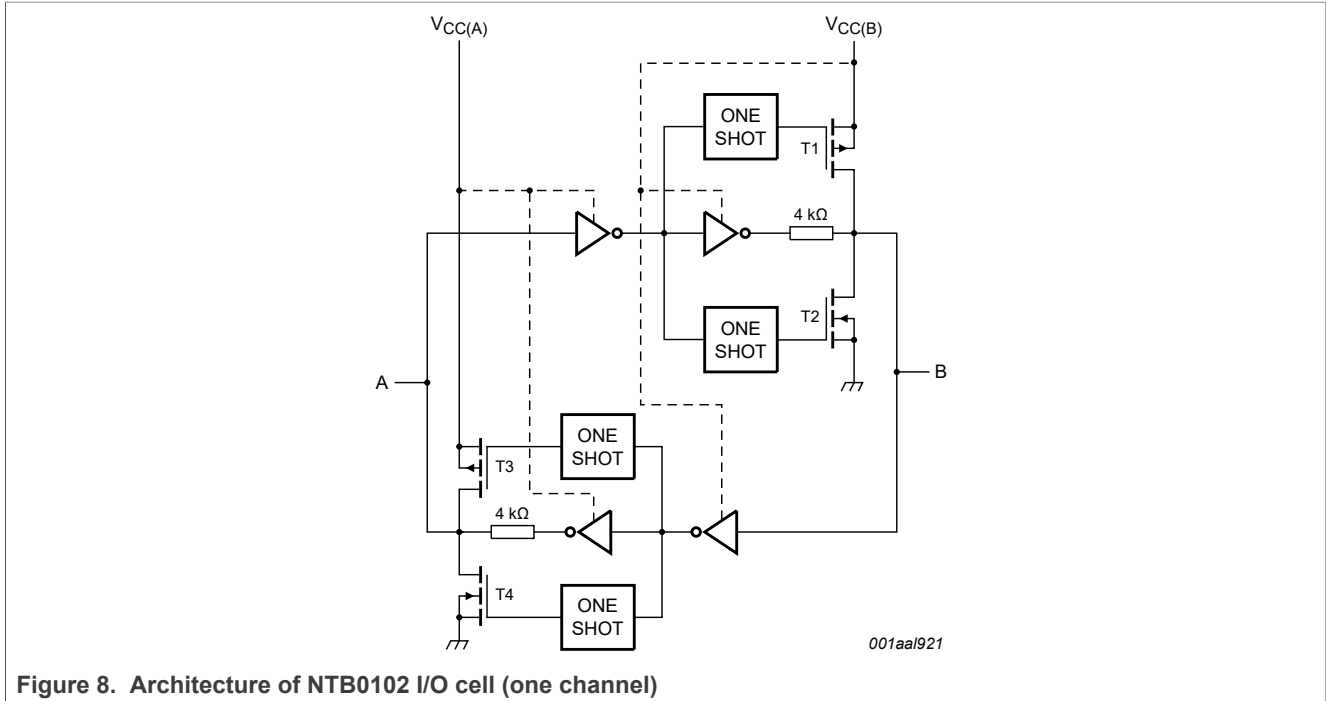 VCC(A)
VCC(B)
ONE
SHOT
T1
4 kΩ
ONE
SHOT
T2
A
B
ONE
SHOT
T3
4 kΩ
T4
ONE
SHOT
001aal921
Figure 8. Architecture of NTB0102 I/O cell (one channel)